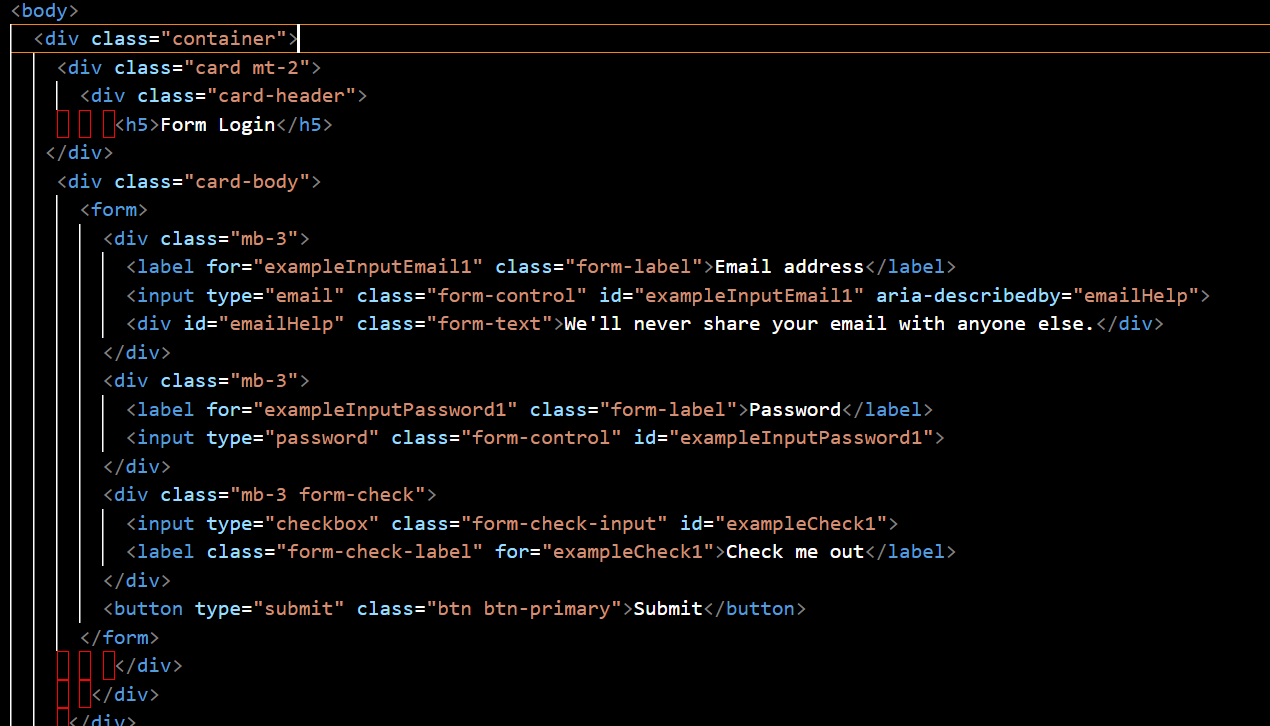 <body>
<div class="container">
<div class="card mt-2">
<div class="card-header">
<h5>Form Login</h5>
</div>
<div class="card-body">
<form>
<div class="mb-3">
<label for="exampleInputEmail1" class="form-label">Email address</label>
<input type="email" class="form-control" id="exampleInputEmail1" aria-describedby="emailHelp">
<div id="emailHelp" class="form-text">We'll never share your email with anyone else.</div>
</div>
<div class="mb-3">
<label for="exampleInputPassword1" class="form-label">Password</label>
<input type="password" class="form-control" id="exampleInputPassword1">
</div>
<div class="mb-3 form-check">
<input type="checkbox" class="form-check-input" id="exampleCheck1">
<label class="form-check-label" for="exampleCheck1">Check me out</label>
</div>
<button type="submit" class="btn btn-primary">Submit</button>
</form>
</div>
</div>
</div>